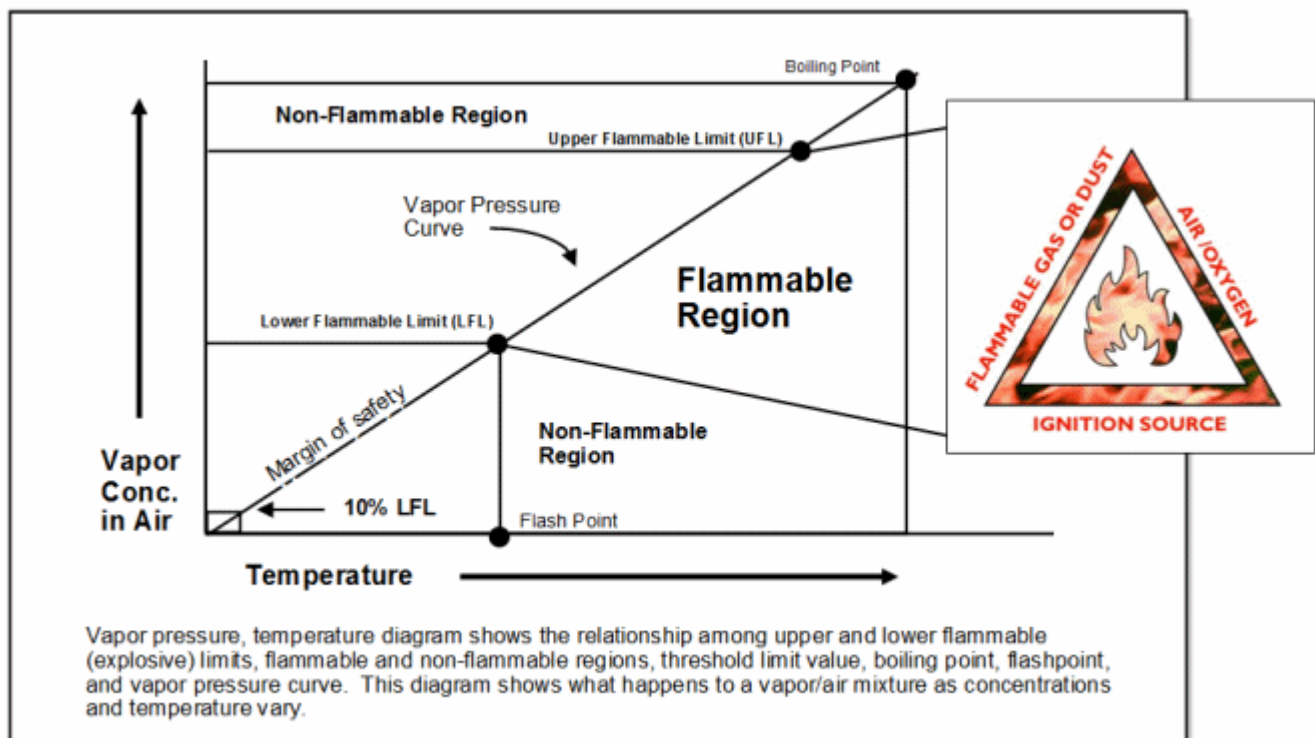 Boiling Point
Non-Flammable Region
Upper Flammable Limit (UFL)
Vapor Pressure
Curve
Flammable
Region
Lower Flammable Limit (LFL)
Margin of safety
Non-Flammable
Region
Vapor
Conc.
in Air
10% LFL
Flash Point
Temperature
FLAMMABLE GAS OR DUST
AIR /OXYGEN
IGNITION SOURCE
Vapor pressure, temperature diagram shows the relationship among upper and lower flammable
(explosive) limits, flammable and non-flammable regions, threshold limit value, boiling point, flashpoint,
and vapor pressure curve.  This diagram shows what happens to a vapor/air mixture as concentrations
and temperature vary.